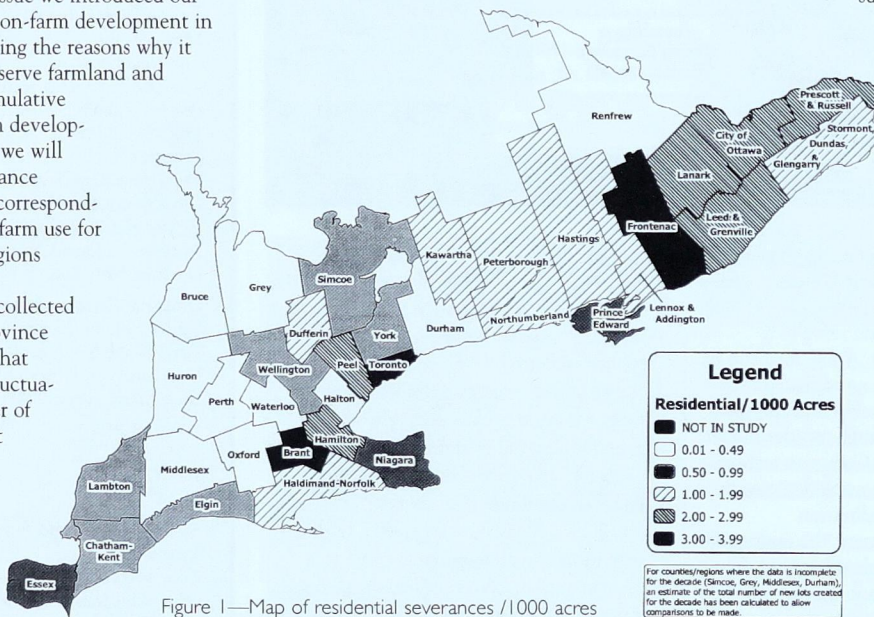 issue we introduced our
on-farm development in
ing the reasons why it
serve farmland and
mulative
n develop-
we will
ance
correspond-
farm use for
gions
collected
ovince
hat
uctua-
r of
Renfrew
Prescott
& Russell
City of
Ottawa
Stormont,
Dundas,
&
Glengarry
Lanark
Leed: &
Grenville
Frontenac
Hastings
Kawartha
Peterborough
Lennox &
Addington
Northumberland
Prince
Edward
Simcoe
Grey
Bruce
Durham
York
Dufferin
Peel
Toronto
Wellington
Huron
Halton
Perth
Waterloo
Hamilton
Oxford
Brant
Niagara
Middlesex
Haldimand-Norfolk
Lambton
Elgin
Chatham-
Kent
Essex
Legend
Residential/1000 Acres
NOT IN STUDY
0.01 - 0.49
0.50 - 0.99
1.00 - 1.99
2.00 - 2.99
3.00 - 3.99
For counties/regions where the data is incomplete
for the decade (Simcoe, Grey, Middlesex, Durham),
an estimate of the total number of new lots created
for the decade has been calculated to allow
comparisons to be made.
Figure 1—Map of residential severances /1000 acres